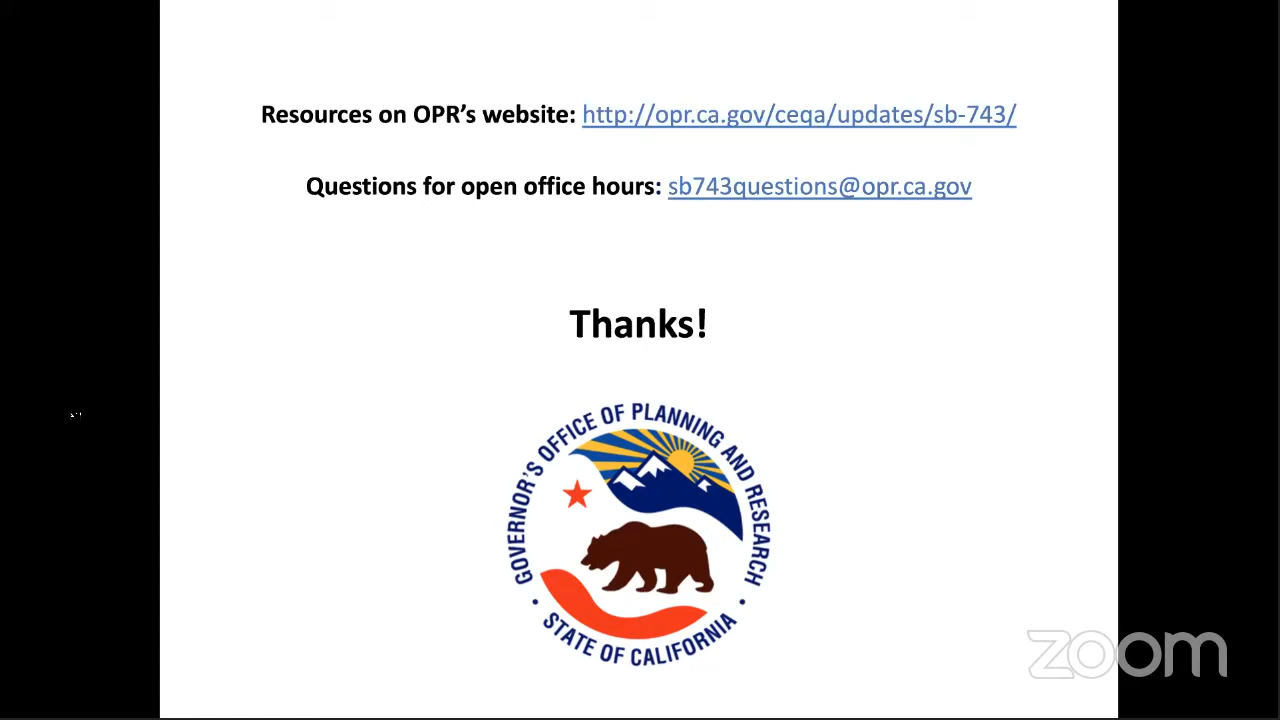 Resources on OPR's website: http://opr.ca.gov/ceqa/updates/sb-743/
Questions for open office hours: sb743questions@opr.ca.gov
Thanks!
GOVERNOR'S OFFICE OF PLANNING AND RESEARCH
• STATE OF CALIFORNIA •
zoom